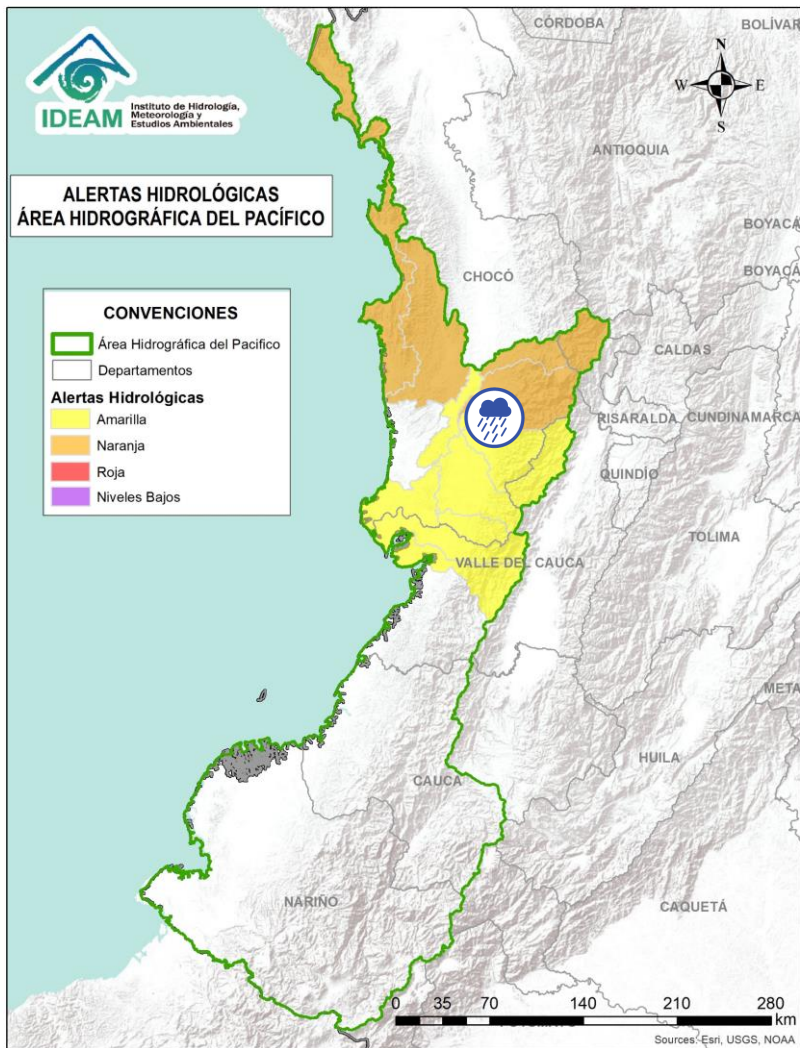 CÓRDOBA
BOLÍVAR
N
W
E
S
IDEAM
Instituto de Hidrología,
Meteorología y
Estudios Ambientales
ANTIOQUIA
ALERTAS HIDROLÓGICAS
ÁREA HIDROGRÁFICA DEL PACÍFICO
BOYACÁ
BOYACÁ
CHOCÓ
CONVENCIONES
Área Hidrográfica del Pacifico
Departamentos
Alertas Hidrológicas
Amarilla
Naranja
Roja
Niveles Bajos
CALDAS
RISARALDA
CUNDINAMARCA
QUINDÍO
TOLIMA
VALLE DEL CAUCA
META
HUILA
CAUCA
NARIÑO
CAQUETÁ
0 35 70 140 210 280
km
Sources: Esri, USGS, NOAA